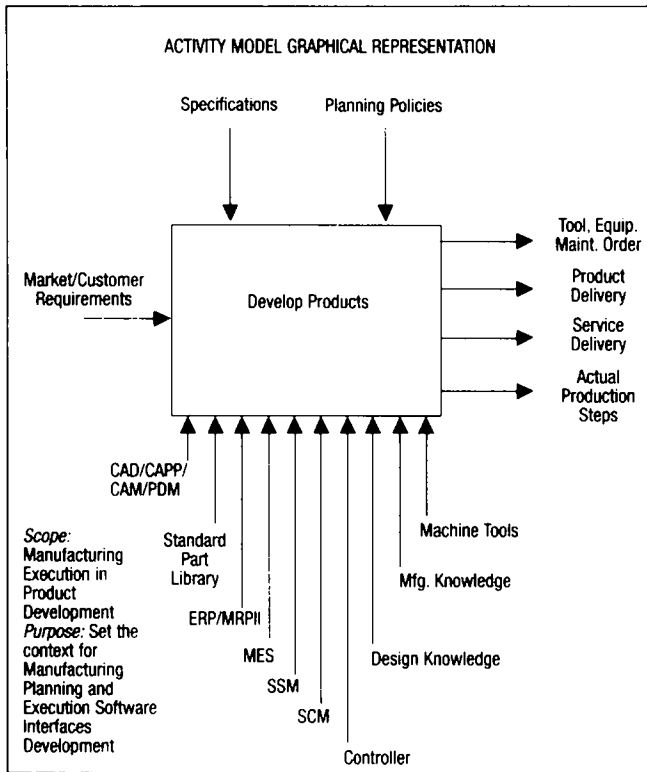 ACTIVITY MODEL GRAPHICAL REPRESENTATION
Specifications
Planning Policies
Tool, Equip.
Maint. Order
Market/Customer
Requirements
Develop Products
Product
Delivery
Service
Delivery
Actual
Production
Steps
CAD/CAPP/
CAM/PDM
Standard
Part
Library
ERP/MRPII
MES
SSM
SCM
Controller
Design Knowledge
Mfg. Knowledge
Machine Tools
Scope:
Manufacturing
Execution in
Product
Development
Purpose: Set the
context for
Manufacturing
Planning and
Execution Software
Interfaces
Development